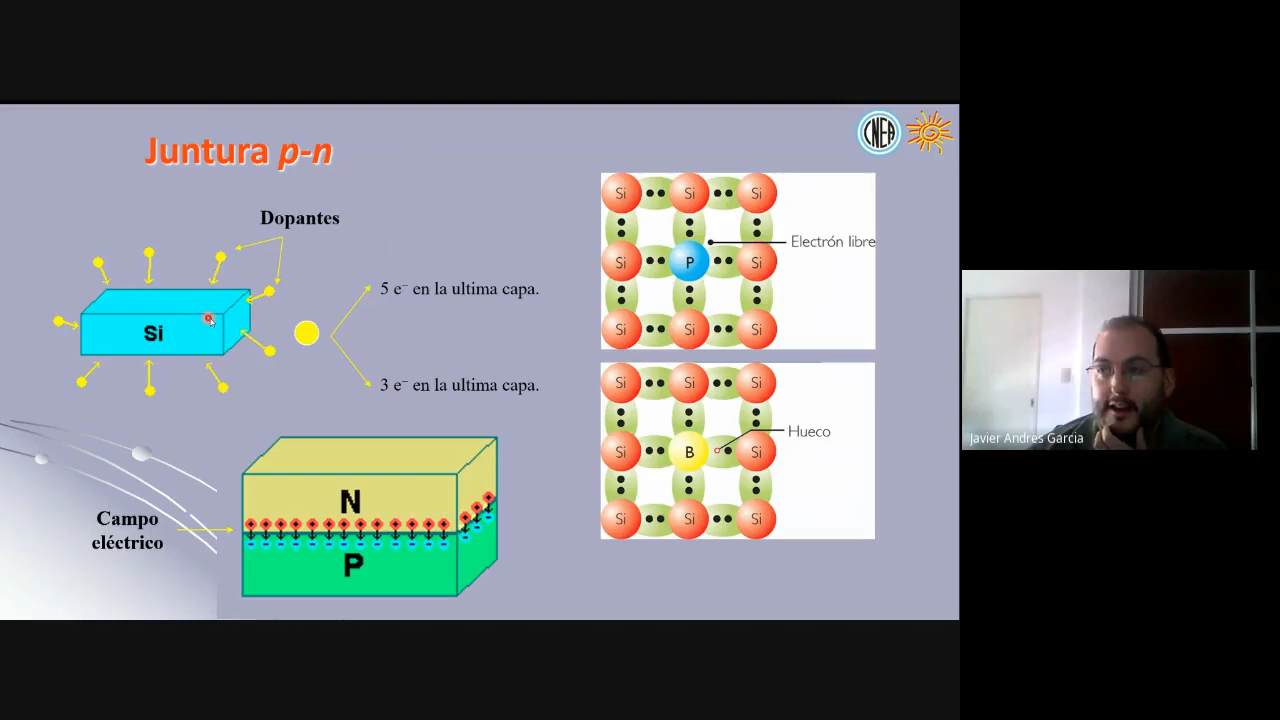 Juntura p-n
CNEA
Dopantes
Si
5 e⁻ en la ultima capa.
3 e⁻ en la ultima capa.
N
P
Campo
eléctrico
Si Si Si
Si P Si
Electrón libre
Si Si Si
Si Si Si
Si B Si
Hueco
Si Si Si
Javier Andres Garcia